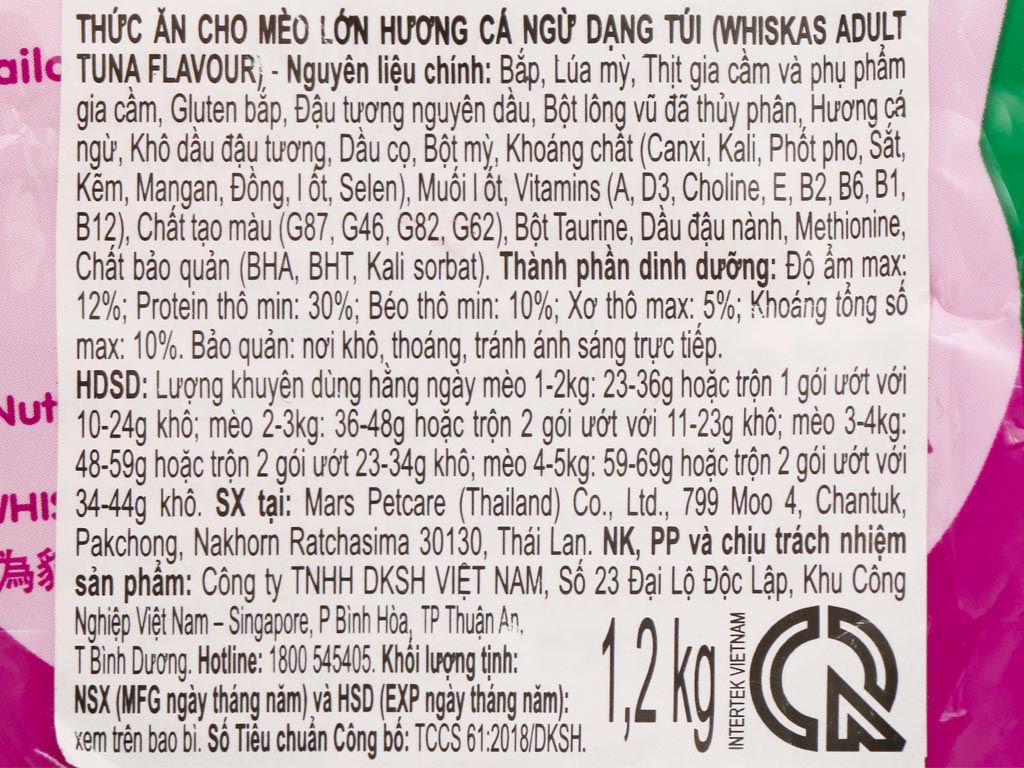 THỨC ĂN CHO MÈO LỚN HƯƠNG CÁ NGỪ DẠNG TÚI (WHISKAS ADULT
TUNA FLAVOUR) - Nguyên liệu chính: Bắp, Lúa mỳ, Thịt gia cầm và phụ phẩm
gia cầm, Gluten bắp, Đậu tương nguyên dầu, Bột lông vũ đã thủy phân, Hương cá
ngừ, Khô dầu đậu tương, Dầu cọ, Bột mỳ, Khoáng chất (Canxi, Kali, Phốt pho, Sắt,
Kẽm, Mangan, Đồng, I ốt, Selen), Muối I ốt, Vitamins (A, D3, Choline, E, B2, B6, B1,
B12), Chất tạo màu (G87, G46, G82, G62), Bột Taurine, Dầu đậu nành, Methionine,
Chất bảo quản (BHA, BHT, Kali sorbat). Thành phần dinh dưỡng: Độ ẩm max:
12%; Protein thô min: 30%; Béo thô min: 10%; Xơ thô max: 5%; Khoáng tổng số
max: 10%. Bảo quản: nơi khô, thoáng, tránh ánh sáng trực tiếp.
HDSD: Lượng khuyên dùng hằng ngày mèo 1-2kg: 23-36g hoặc trộn 1 gói ướt với
10-24g khô; mèo 2-3kg: 36-48g hoặc trộn 2 gói ướt với 11-23g khô; mèo 3-4kg:
48-59g hoặc trộn 2 gói ướt 23-34g khô; mèo 4-5kg: 59-69g hoặc trộn 2 gói ướt với
34-44g khô. SX tại: Mars Petcare (Thailand) Co., Ltd., 799 Moo 4, Chantuk,
Pakchong, Nakhorn Ratchasima 30130, Thái Lan. NK, PP và chịu trách nhiệm
sản phẩm: Công ty TNHH DKSH VIỆT NAM, Số 23 Đại Lộ Độc Lập, Khu Công
Nghiệp Việt Nam – Singapore, P Bình Hòa, TP Thuận An,
T Bình Dương. Hotline: 1800 545405. Khối lượng tịnh:
NSX (MFG ngày tháng năm) và HSD (EXP ngày tháng năm):
xem trên bao bì. Số Tiêu chuẩn Công bố: TCCS 61:2018/DKSH.
1,2 kg
INTERTEK VIETNAM